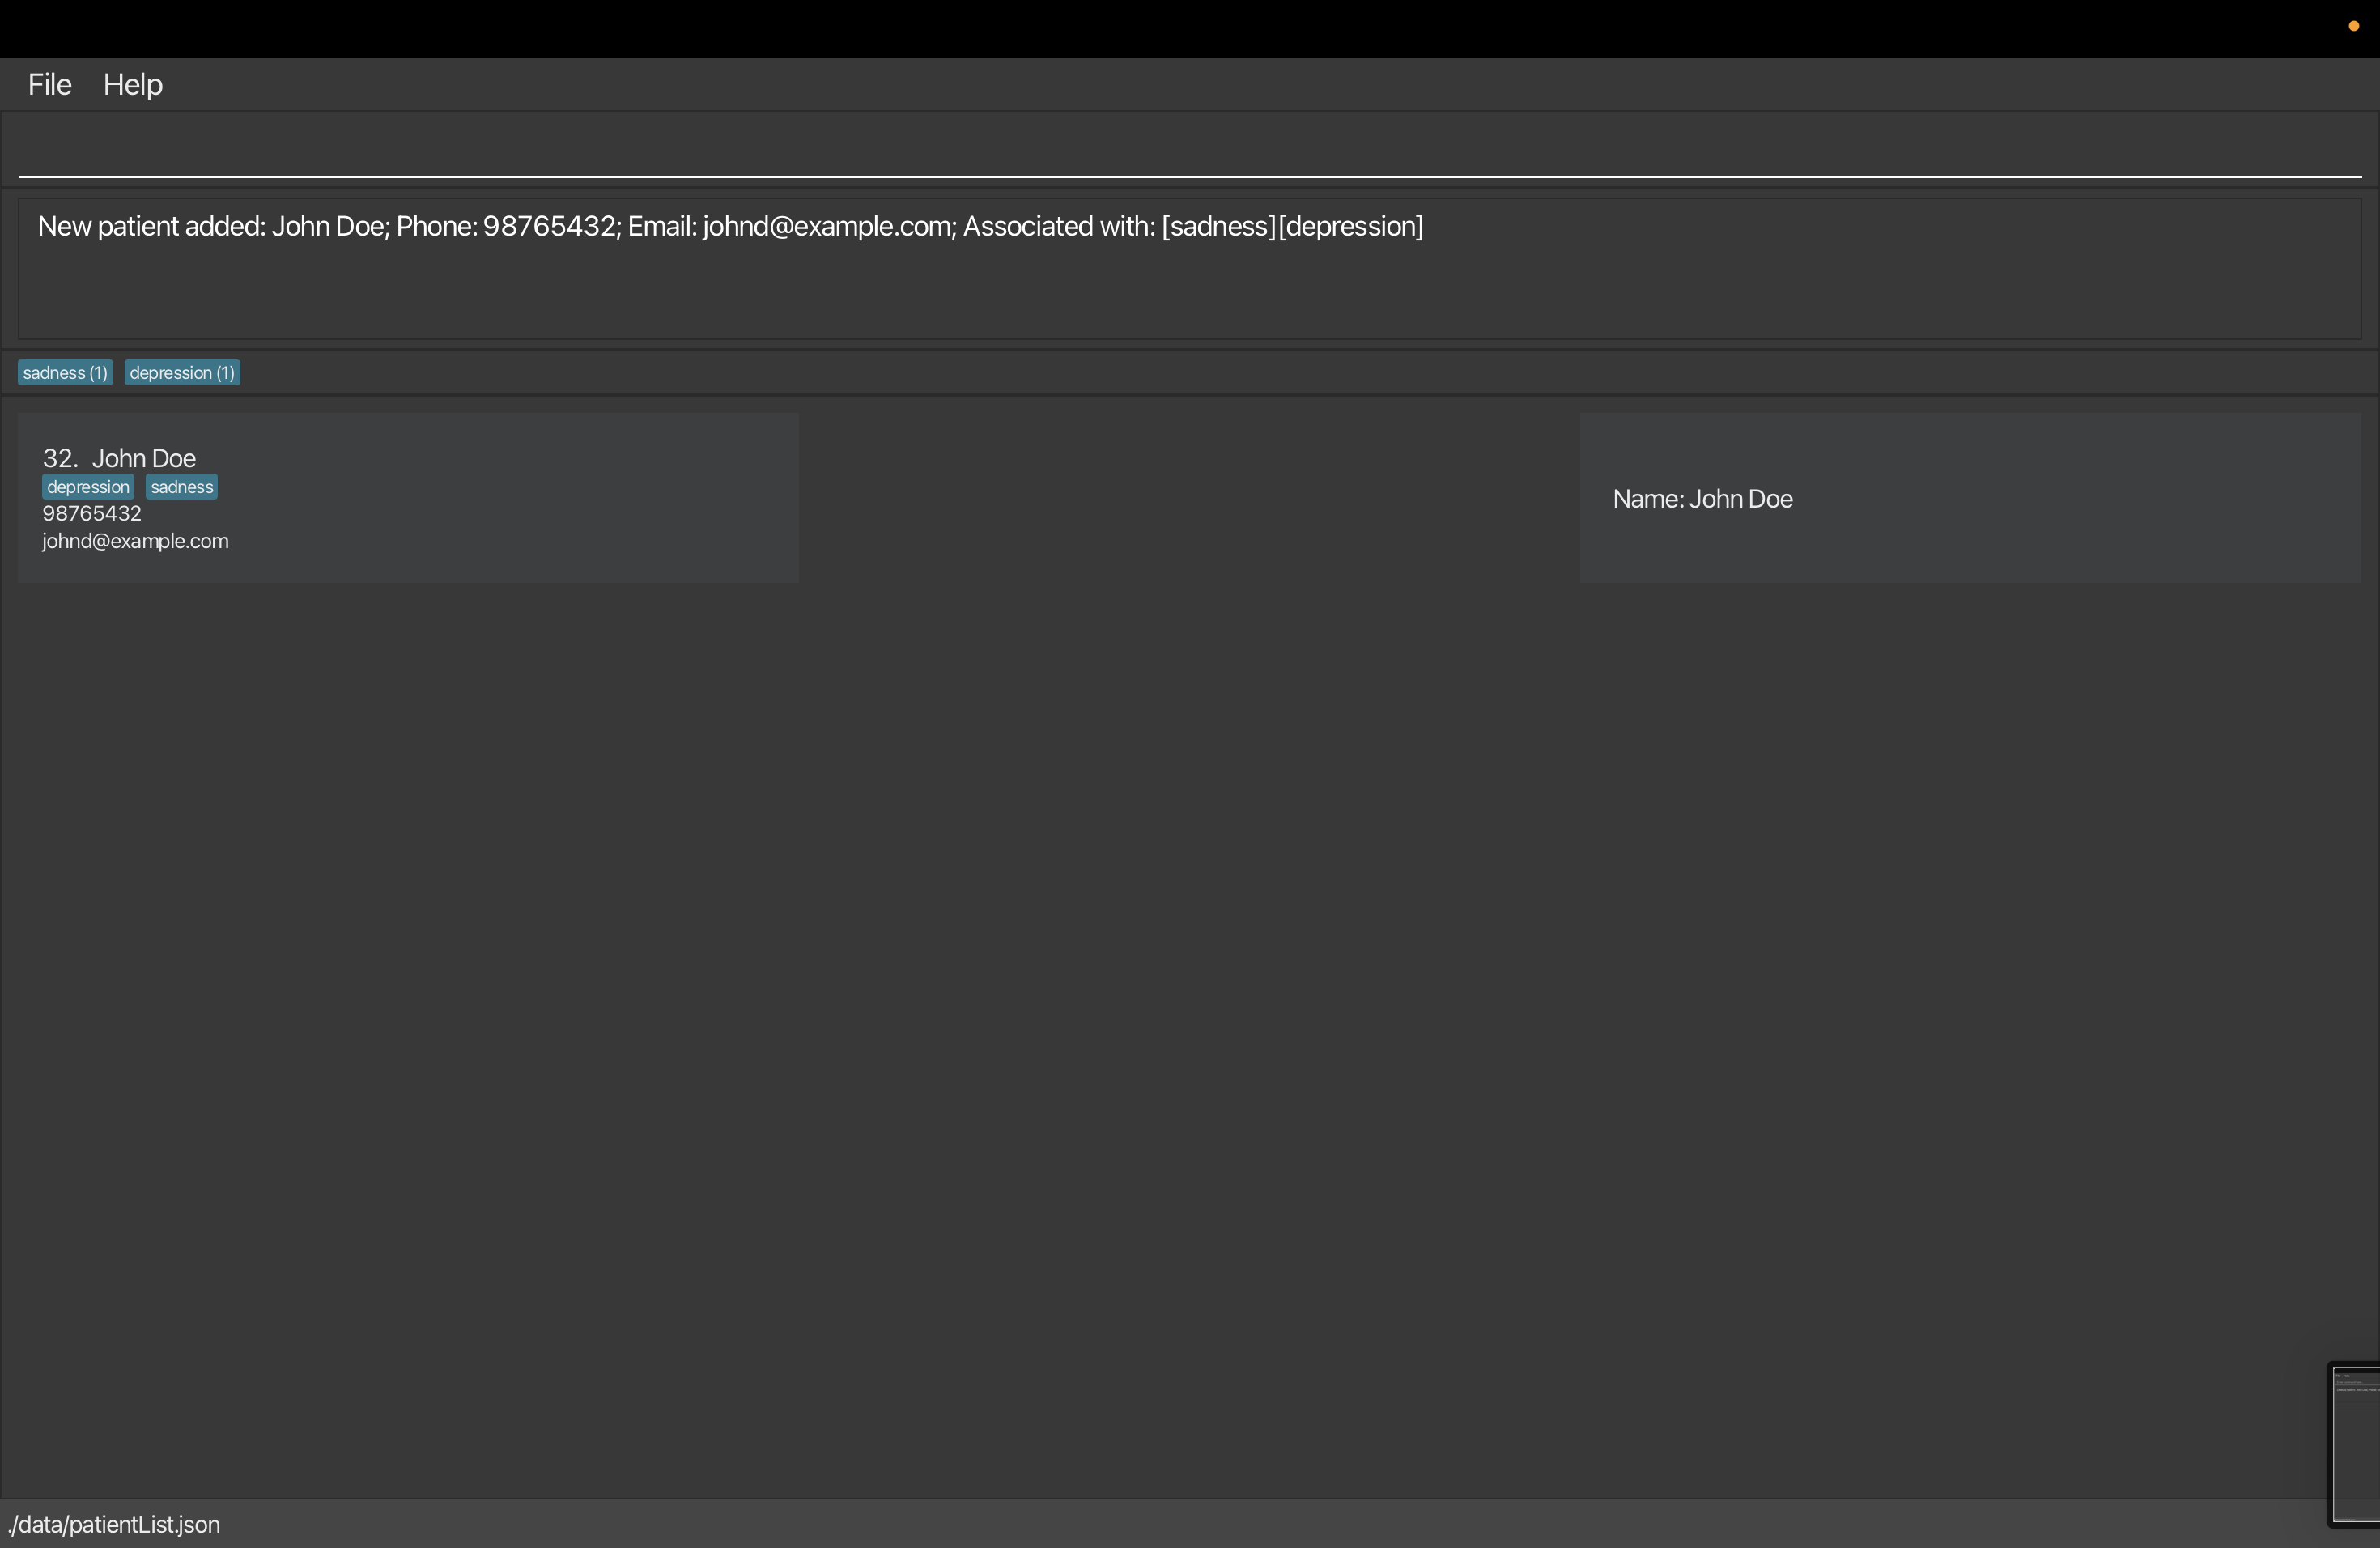 File Help
New patient added: John Doe; Phone: 98765432; Email: johnd@example.com; Associated with: [sadness][depression]
sadness (1) depression (1)
32. John Doe
depression sadness
98765432
johnd@example.com
Name: John Doe
./data/patientList.json